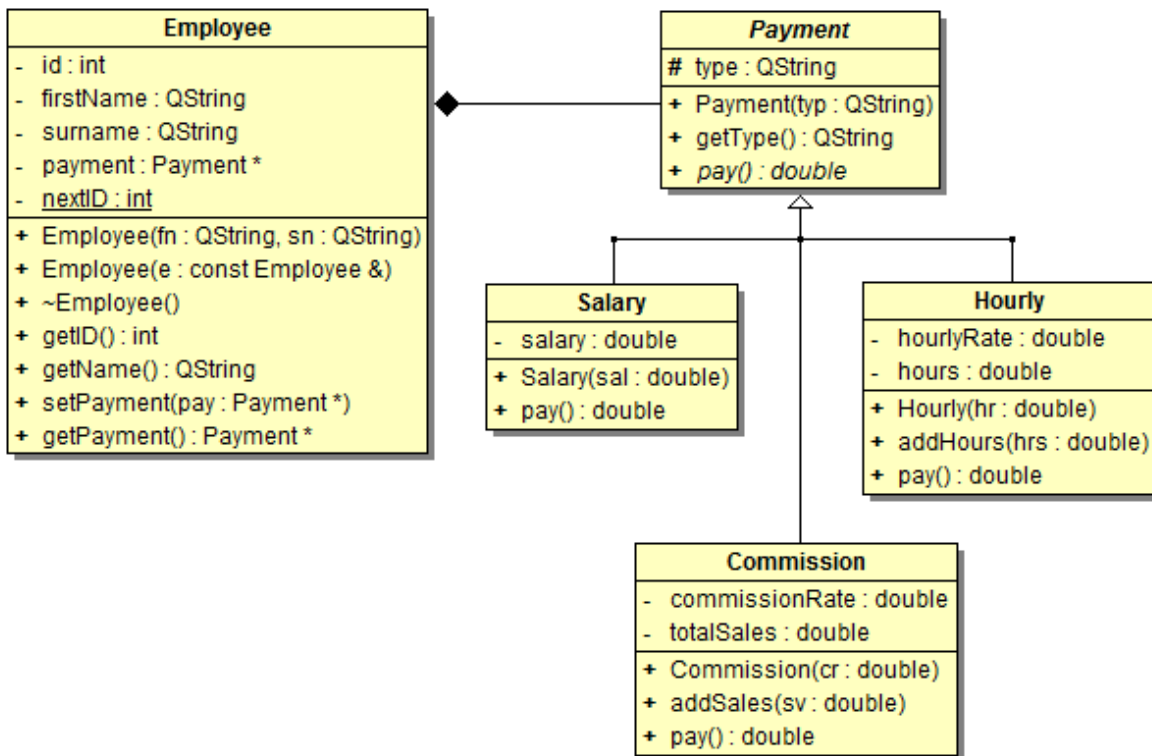 Employee
- id : int
- firstName : QString
- surname : QString
- payment : Payment *
- nextID : int
+ Employee(fn : QString, sn : QString)
+ Employee(e : const Employee &)
+ ~Employee()
+ getID() : int
+ getName() : QString
+ setPayment(pay : Payment *)
+ getPayment() : Payment *
Payment
# type : QString
+ Payment(typ : QString)
+ getType() : QString
+ pay() : double
Salary
- salary : double
+ Salary(sal : double)
+ pay() : double
Hourly
- hourlyRate : double
- hours : double
+ Hourly(hr : double)
+ addHours(hrs : double)
+ pay() : double
Commission
- commissionRate : double
- totalSales : double
+ Commission(cr : double)
+ addSales(sv : double)
+ pay() : double